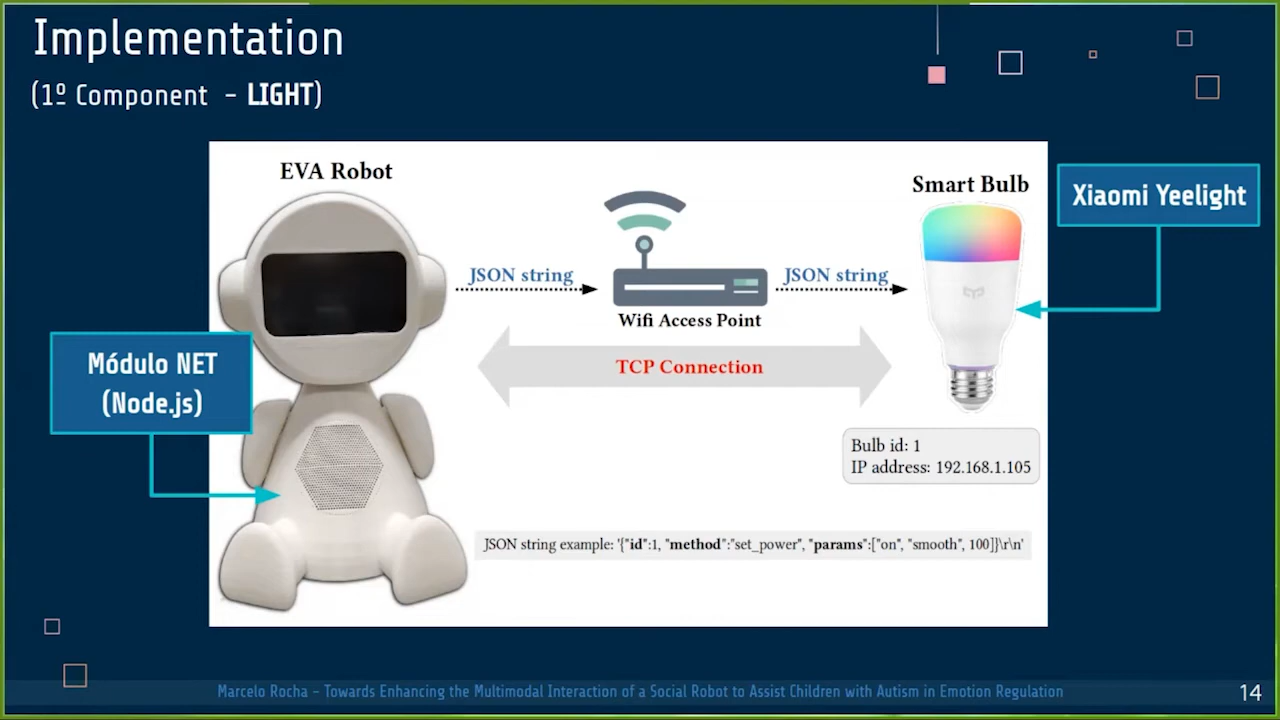 Implementation
(1º Component - LIGHT)
EVA Robot
Smart Bulb
Xiaomi Yeelight
JSON string
JSON string
Wifi Access Point
Módulo NET
(Node.js)
TCP Connection
Bulb id: 1
IP address: 192.168.1.105
JSON string example: '{"id":1, "method":"set_power", "params":["on", "smooth", 100]}\r\n'
Marcelo Rocha - Towards Enhancing the Multimodal Interaction of a Social Robot to Assist Children with Autism in Emotion Regulation
14